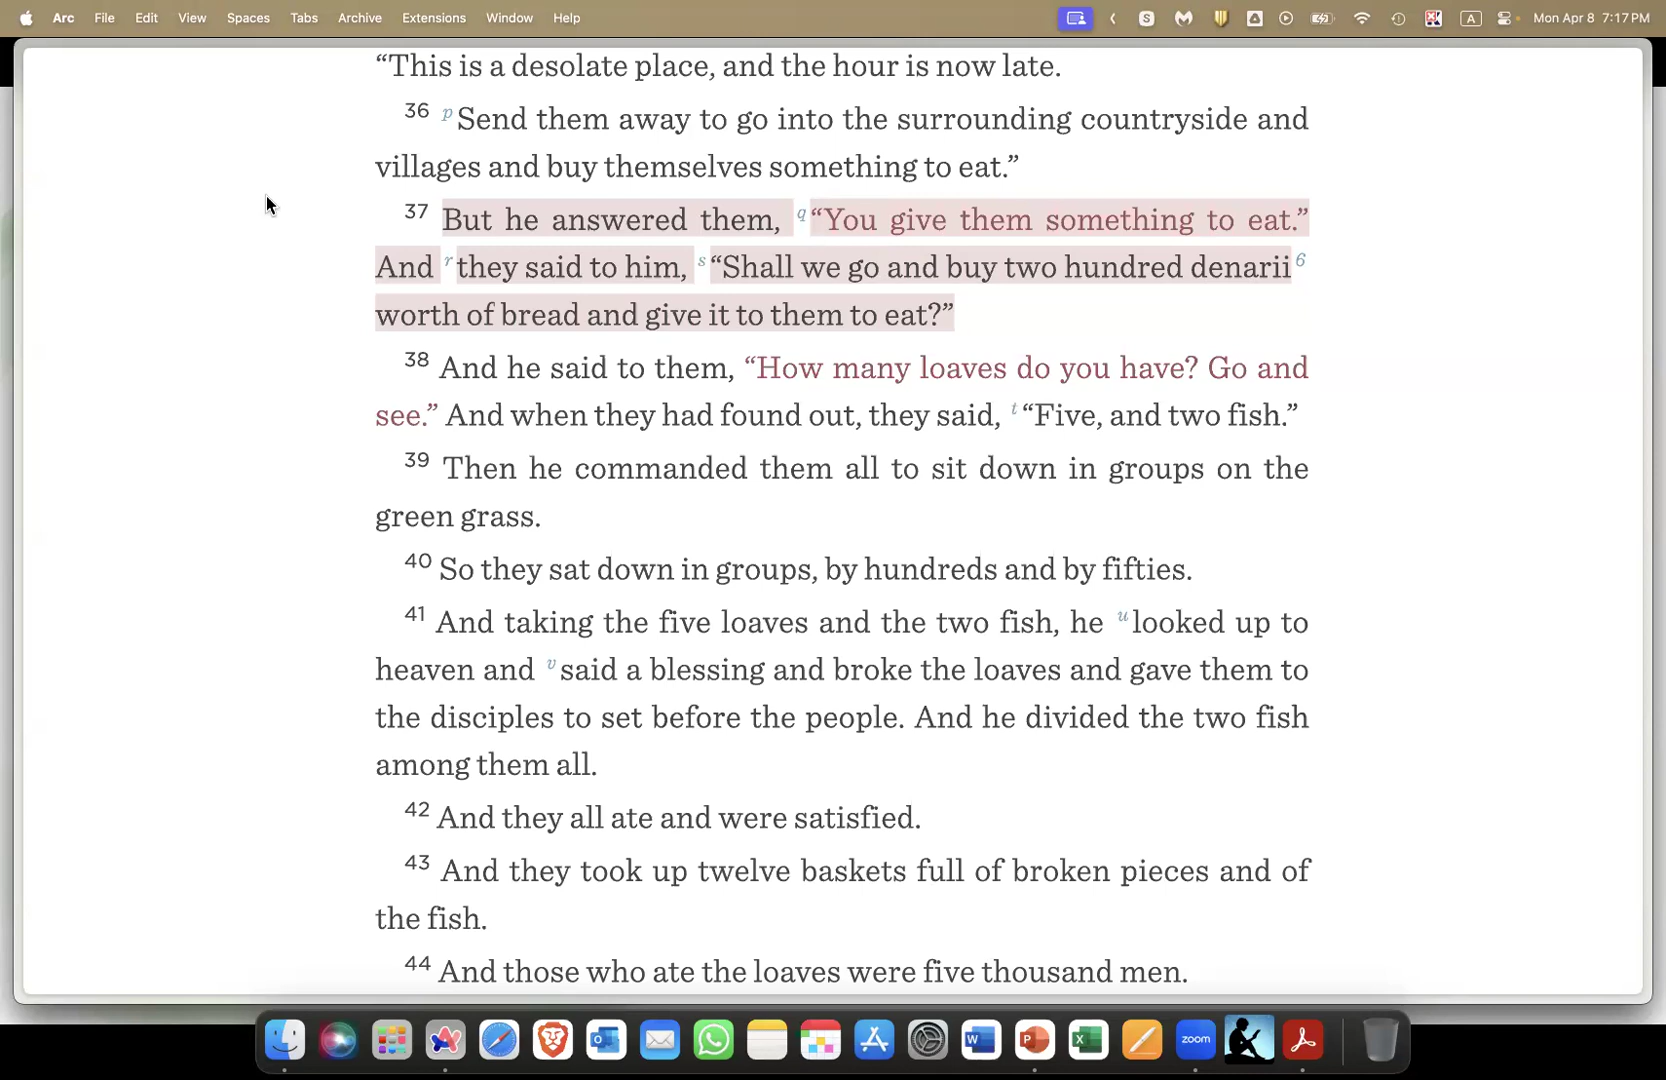 Arc File Edit View Spaces Tabs Archive Extensions Window Help Mon Apr 8 7:17 PM
“This is a desolate place, and the hour is now late.
36 p Send them away to go into the surrounding countryside and
villages and buy themselves something to eat.”
37 But he answered them, q “You give them something to eat.”
And r they said to him, s “Shall we go and buy two hundred denarii 6
worth of bread and give it to them to eat?”
38 And he said to them, “How many loaves do you have? Go and
see.” And when they had found out, they said, t “Five, and two fish.”
39 Then he commanded them all to sit down in groups on the
green grass.
40 So they sat down in groups, by hundreds and by fifties.
41 And taking the five loaves and the two fish, he u looked up to
heaven and v said a blessing and broke the loaves and gave them to
the disciples to set before the people. And he divided the two fish
among them all.
42 And they all ate and were satisfied.
43 And they took up twelve baskets full of broken pieces and of
the fish.
44 And those who ate the loaves were five thousand men.
zoom